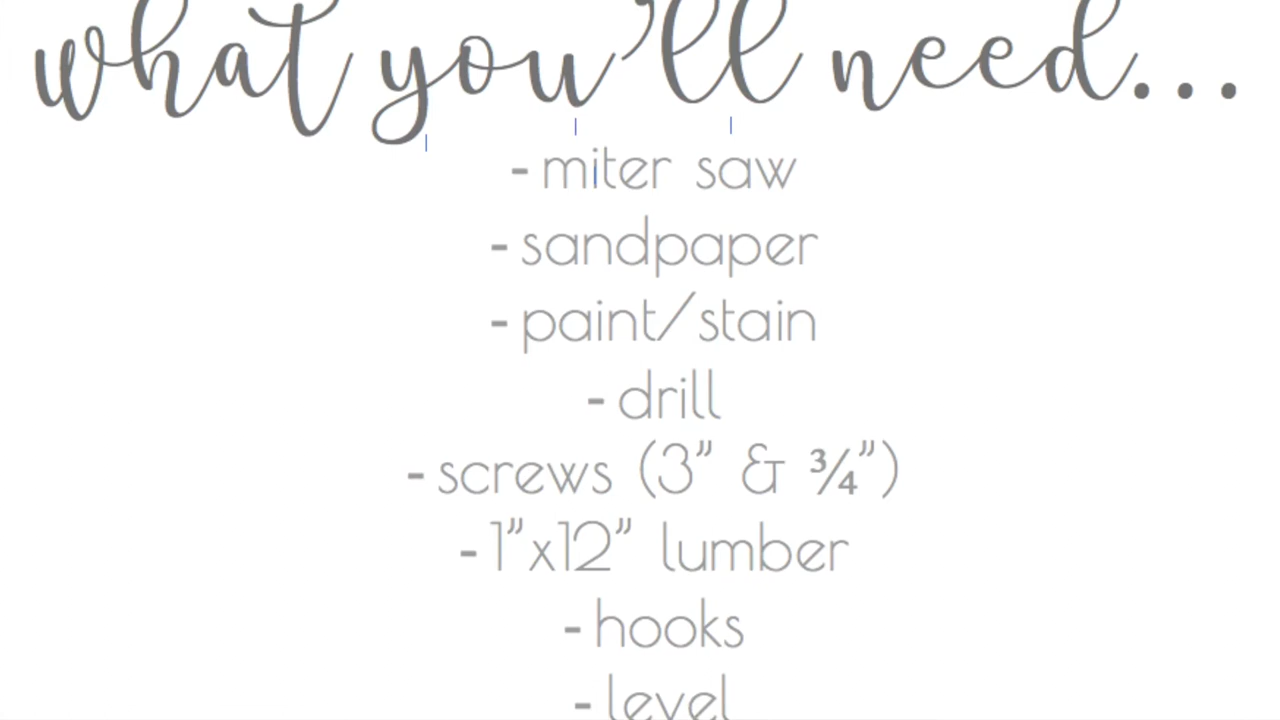 what you’ll need...
- miter saw
- sandpaper
- paint/stain
- drill
- screws (3” & ¾”)
- 1”x12” lumber
- hooks
- level